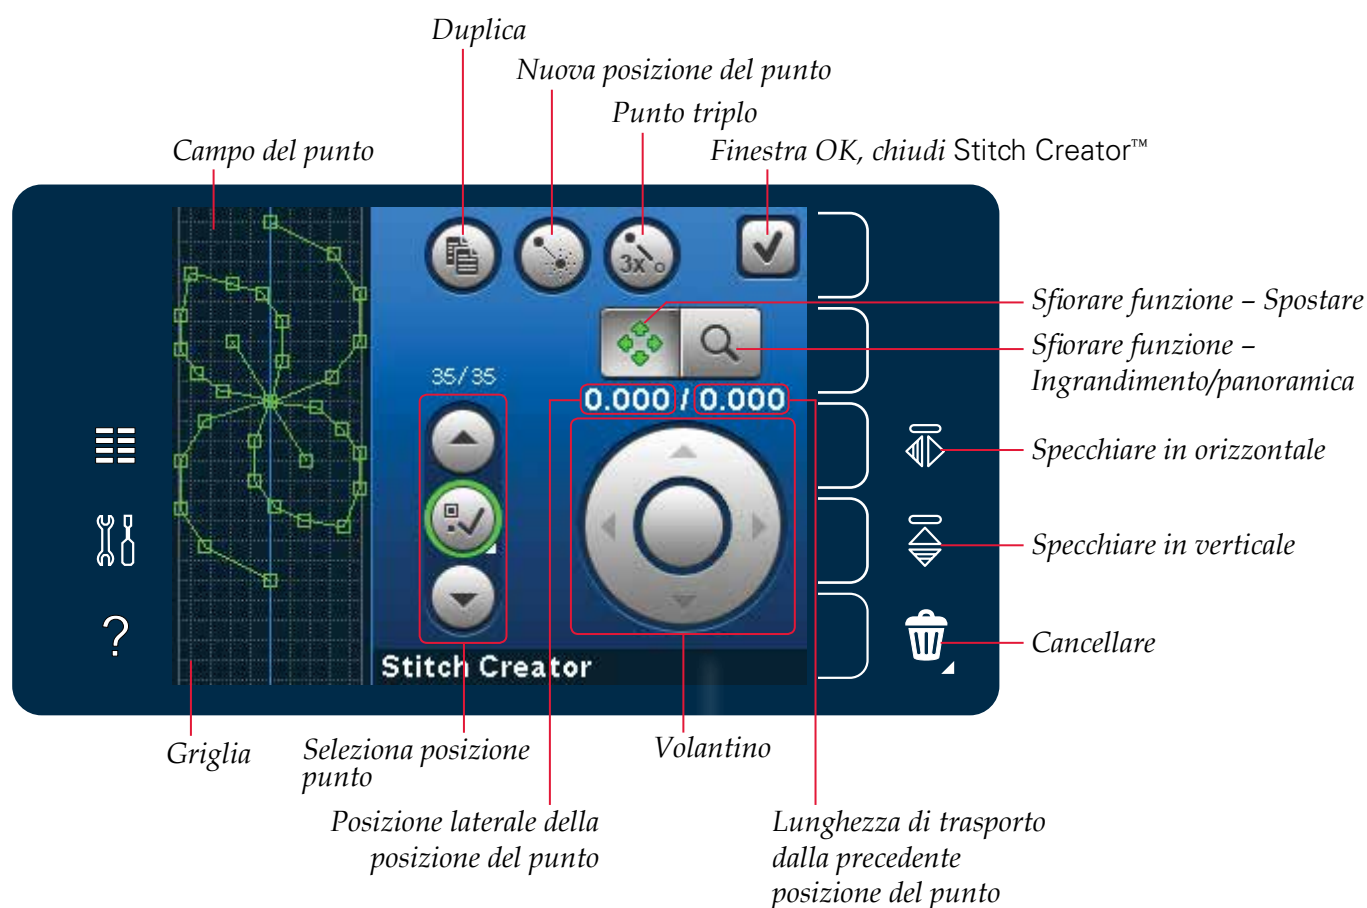 Duplica
Nuova posizione del punto
Punto triplo
Campo del punto
Finestra OK, chiudi Stitch Creator™
3x
Sfiorare funzione – Spostare
Sfiorare funzione –
Ingrandimento/panoramica
35/35
0.000 / 0.000
Specchiare in orizzontale
Specchiare in verticale
?
Cancellare
Stitch Creator
Griglia
Seleziona posizione
punto
Volantino
Posizione laterale della
posizione del punto
Lunghezza di trasporto
dalla precedente
posizione del punto